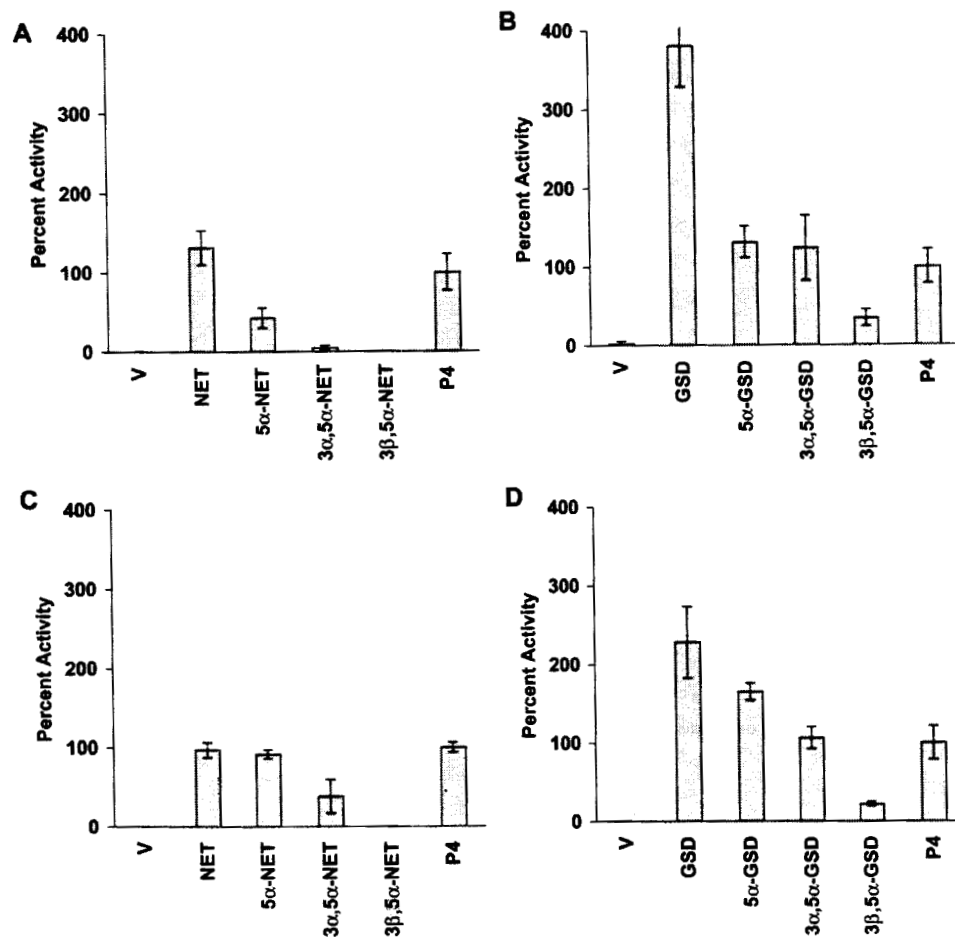 A
Percent Activity
400
300
200
100
0
V
NET
5α-NET
3α,5α-NET
3β,5α-NET
P4
B
Percent Activity
400
300
200
100
0
V
GSD
5α-GSD
3α,5α-GSD
3β,5α-GSD
P4
C
Percent Activity
400
300
200
100
0
V
NET
5α-NET
3α,5α-NET
3β,5α-NET
P4
D
Percent Activity
400
300
200
100
0
V
GSD
5α-GSD
3α,5α-GSD
3β,5α-GSD
P4